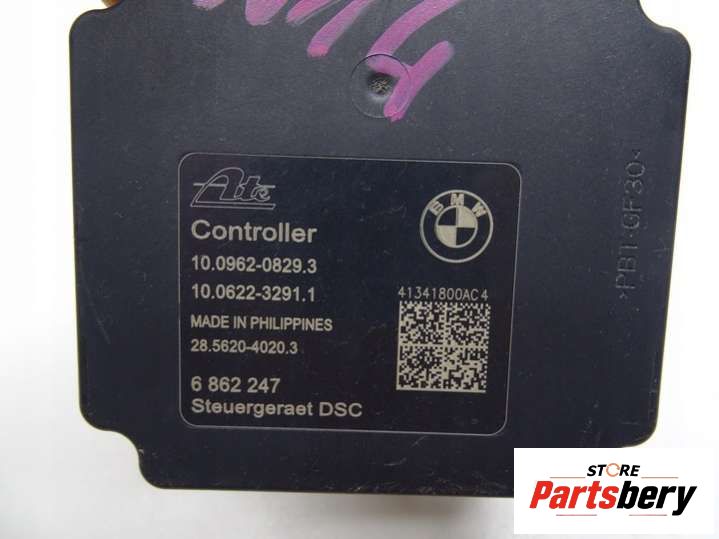 Ate
BMW
Controller
10.0962-0829.3
10.0622-3291.1
41341800AC4
MADE IN PHILIPPINES
28.5620-4020.3
6 862 247
Steuergeraet DSC
>PBT-GF30<
STORE
Partsbery